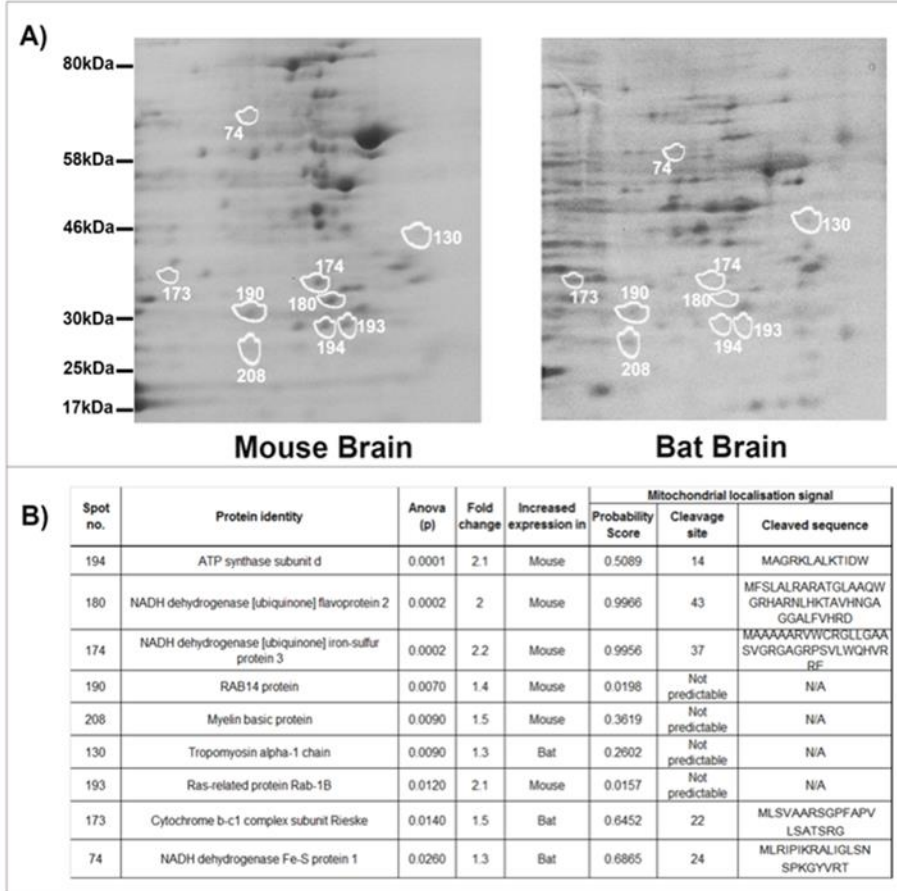 A)
80kDa
58kDa
46kDa
30kDa
25kDa
17kDa
74
130
173
174
190
180
193
194
208
74
130
173
174
190
180
193
194
208
Mouse Brain
Bat Brain
B)
Spot no. Protein identity Anova (p) Fold change Increased expression in Mitochondrial localisation signal
Probability Score Cleavage site Cleaved sequence
194 ATP synthase subunit d 0.0001 2.1 Mouse 0.5089 14 MAGRKLALKTIDW
180 NADH dehydrogenase [ubiquinone] flavoprotein 2 0.0002 2 Mouse 0.9966 43 MFSLALRARATGLAAQW
GRHARNLHKTAVHNGA
GGALFVHRD
174 NADH dehydrogenase [ubiquinone] iron-sulfur protein 3 0.0002 2.2 Mouse 0.9956 37 MAAAAARVWCRGLLGAA
SVGRGAGRPSVLWQHVR
RF
190 RAB14 protein 0.0070 1.4 Mouse 0.0198 Not predictable N/A
208 Myelin basic protein 0.0090 1.5 Mouse 0.3619 Not predictable N/A
130 Tropomyosin alpha-1 chain 0.0090 1.3 Bat 0.2602 Not predictable N/A
193 Ras-related protein Rab-1B 0.0120 2.1 Mouse 0.0157 Not predictable N/A
173 Cytochrome b-c1 complex subunit Rieske 0.0140 1.5 Bat 0.6452 22 MLSVAARSGPFAPV
LSATSRG
74 NADH dehydrogenase Fe-S protein 1 0.0260 1.3 Bat 0.6865 24 MLRIPIKRALIGLSN
SPKGYVRT